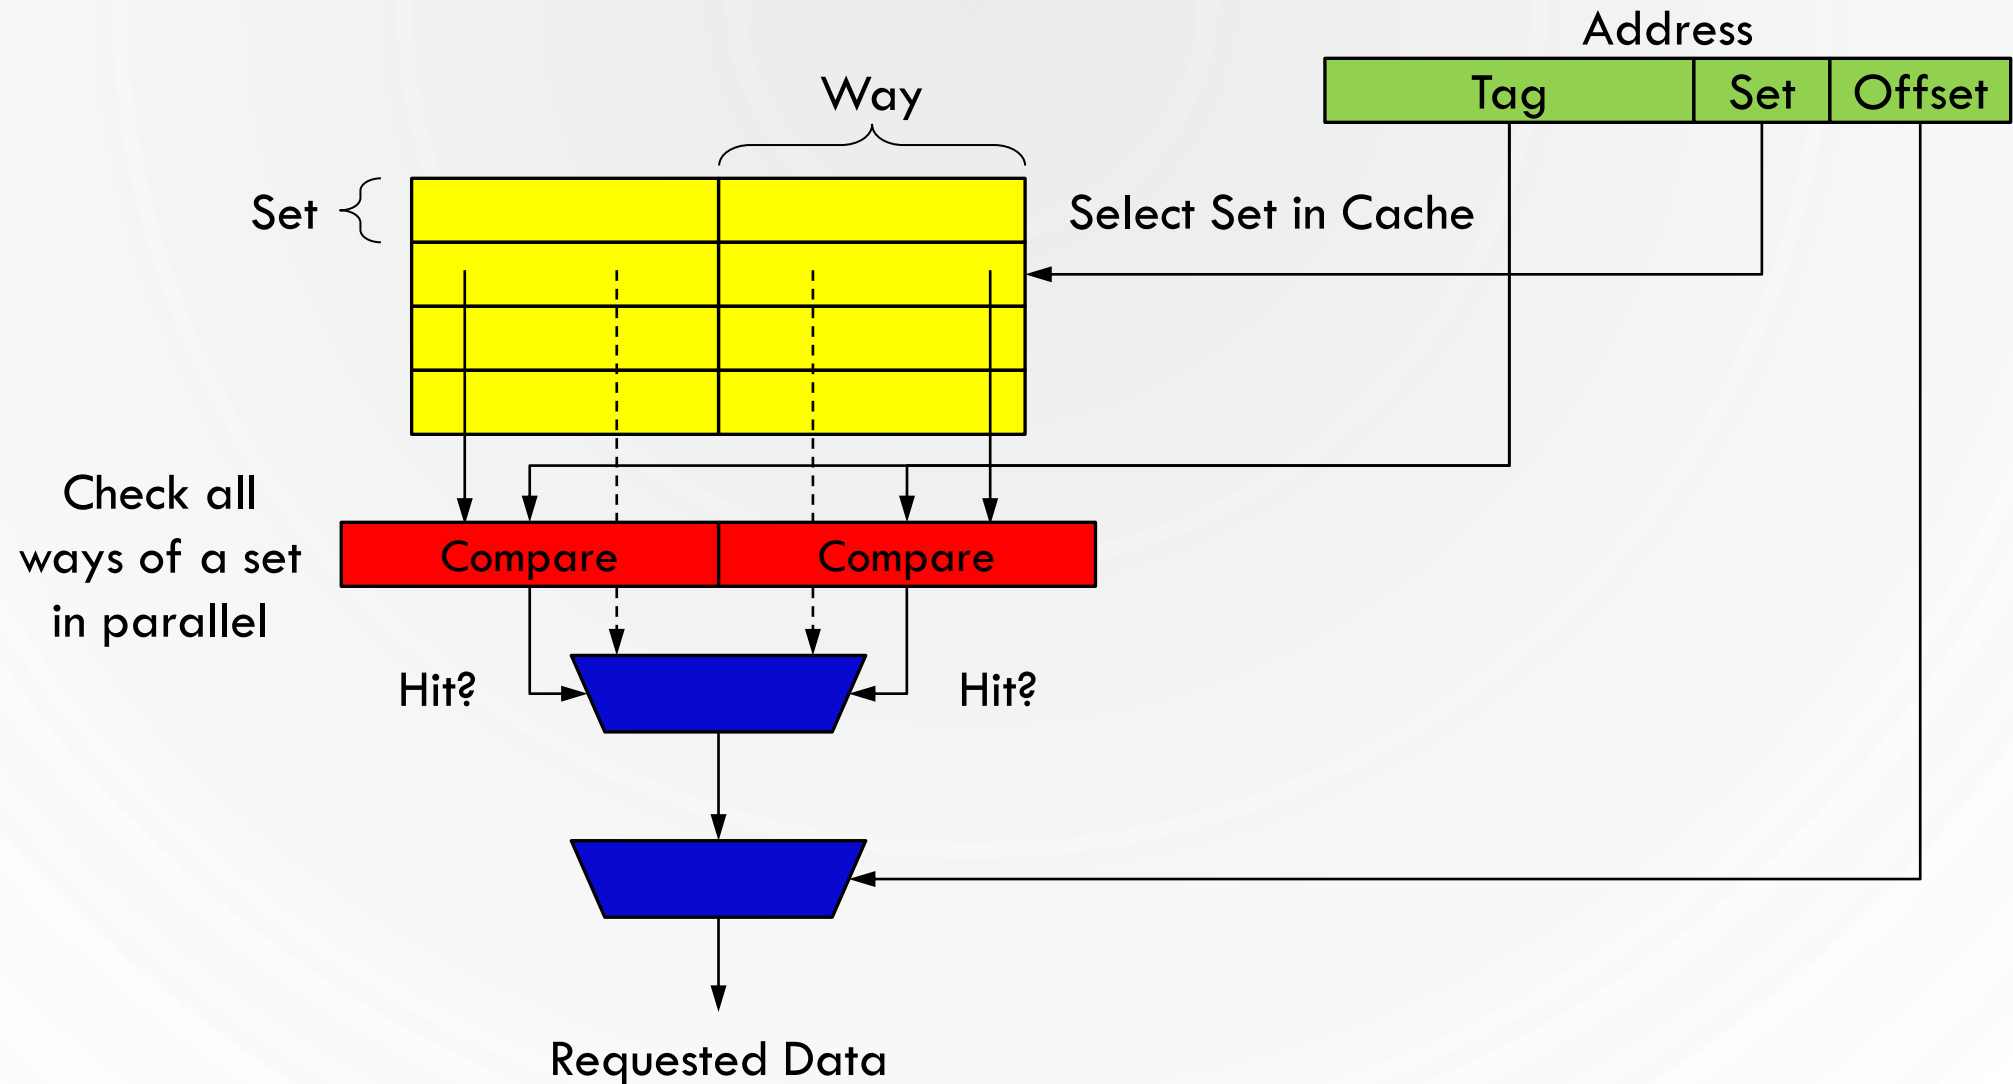 Address
Tag
Set
Offset
Way
Set
Select Set in Cache
Check all
ways of a set
in parallel
Compare
Compare
Hit?
Hit?
Requested Data